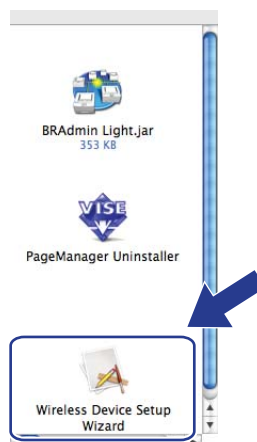 BRAdmin Light.jar
353 KB
VISE
PageManager Uninstaller
Wireless Device Setup
Wizard